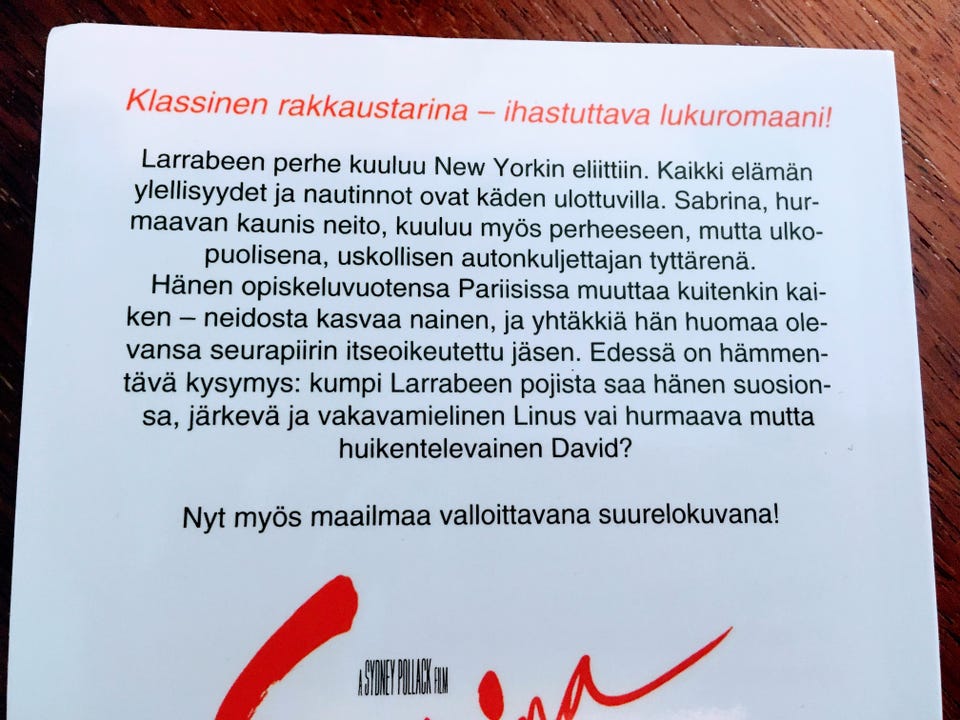 Klassinen rakkaustarina – ihastuttava lukuromaani!
Larrabeen perhe kuuluu New Yorkin eliittiin. Kaikki elämän
ylellisyydet ja nautinnot ovat käden ulottuvilla. Sabrina, hur-
maavan kaunis neito, kuuluu myös perheeseen, mutta ulko-
puolisena, uskollisen autonkuljettajan tyttärenä.
Hänen opiskeluvuotensa Pariisissa muuttaa kuitenkin kai-
ken – neidosta kasvaa nainen, ja yhtäkkiä hän huomaa ole-
vansa seurapiirin itseoikeutettu jäsen. Edessä on hämmen-
tävä kysymys: kumpi Larrabeen pojista saa hänen suosion-
sa, järkevä ja vakavamielinen Linus vai hurmaava mutta
huikentelevainen David?
Nyt myös maailmaa valloittavana suurelokuvana!
A SYDNEY POLLACK FILM